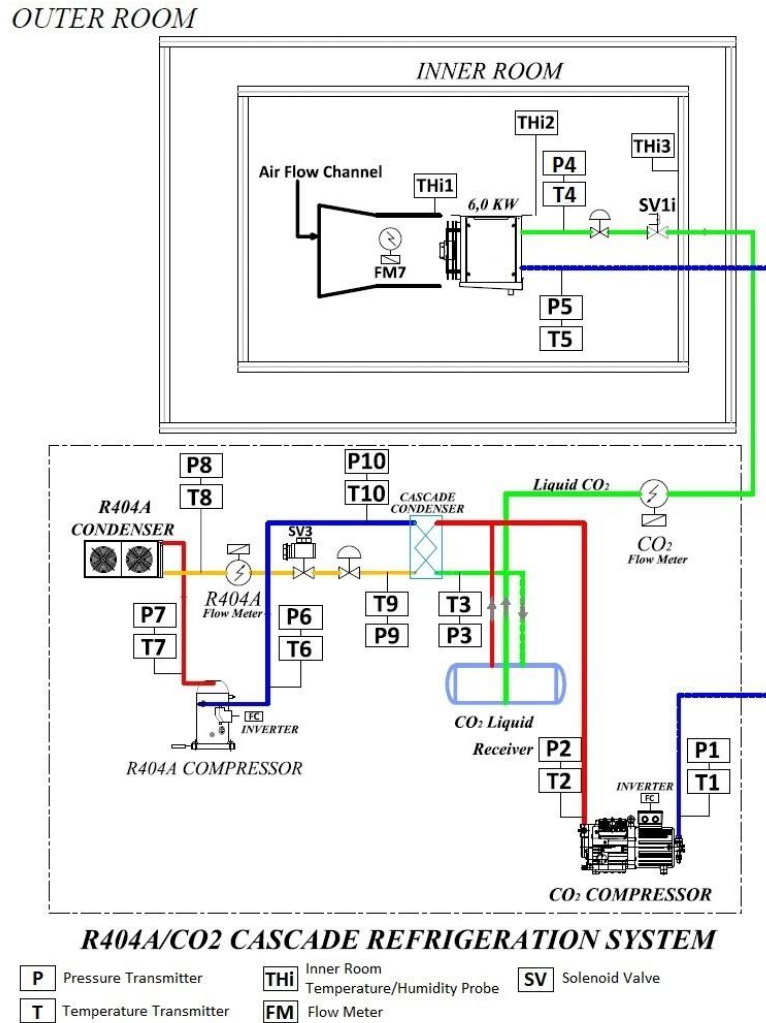 OUTER ROOM
INNER ROOM
THi2
P4
THi3
Air Flow Channel
THi1
6,0 KW
T4
SV1i
FM7
P5
T5
P8
P10
Liquid CO₂
T8
T10
CASCADE
CONDENSER
R404A
CONDENSER
SV3
CO₂
Flow Meter
R404A
Flow Meter
P7
P6
T9
T3
T7
T6
P9
P3
FC
INVERTER
CO₂ Liquid
Receiver
R404A COMPRESSOR
P2
P1
T2
INVERTER
T1
FC
CO₂ COMPRESSOR
R404A/CO2 CASCADE REFRIGERATION SYSTEM
P Pressure Transmitter
THi Inner Room
Temperature/Humidity Probe
SV Solenoid Valve
T Temperature Transmitter
FM Flow Meter